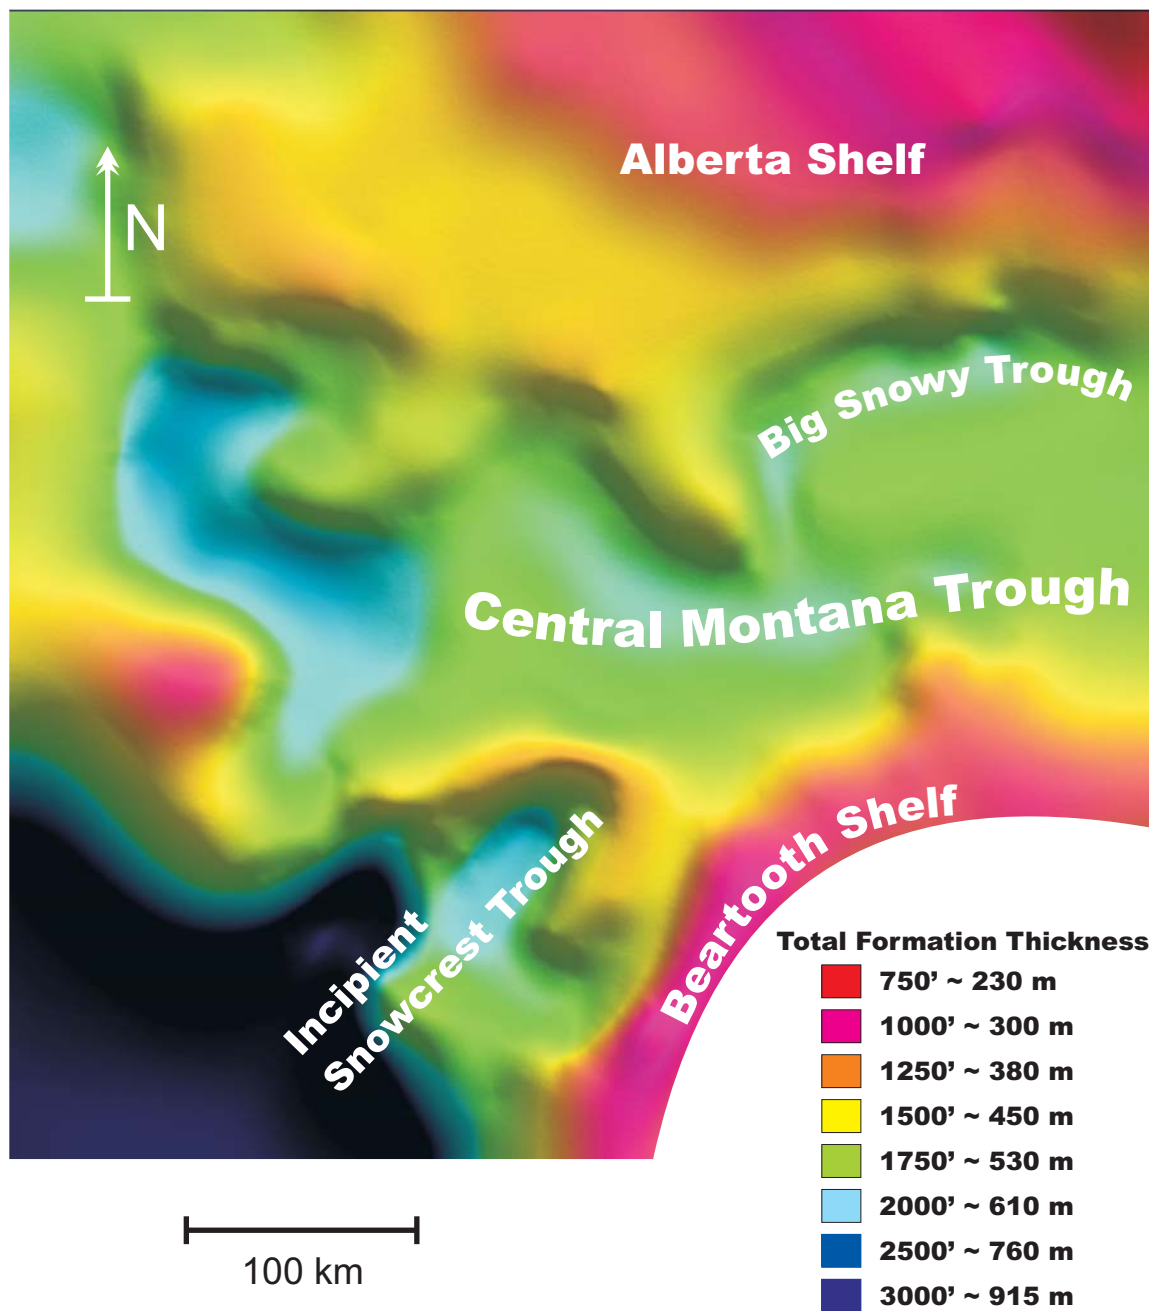 Alberta Shelf
N
Big Snowy Trough
Central Montana Trough
Beartooth Shelf
Incipient
Snowcrest Trough
Total Formation Thickness
750’ ~ 230 m
1000’ ~ 300 m
1250’ ~ 380 m
1500’ ~ 450 m
1750’ ~ 530 m
2000’ ~ 610 m
2500’ ~ 760 m
3000’ ~ 915 m
100 km